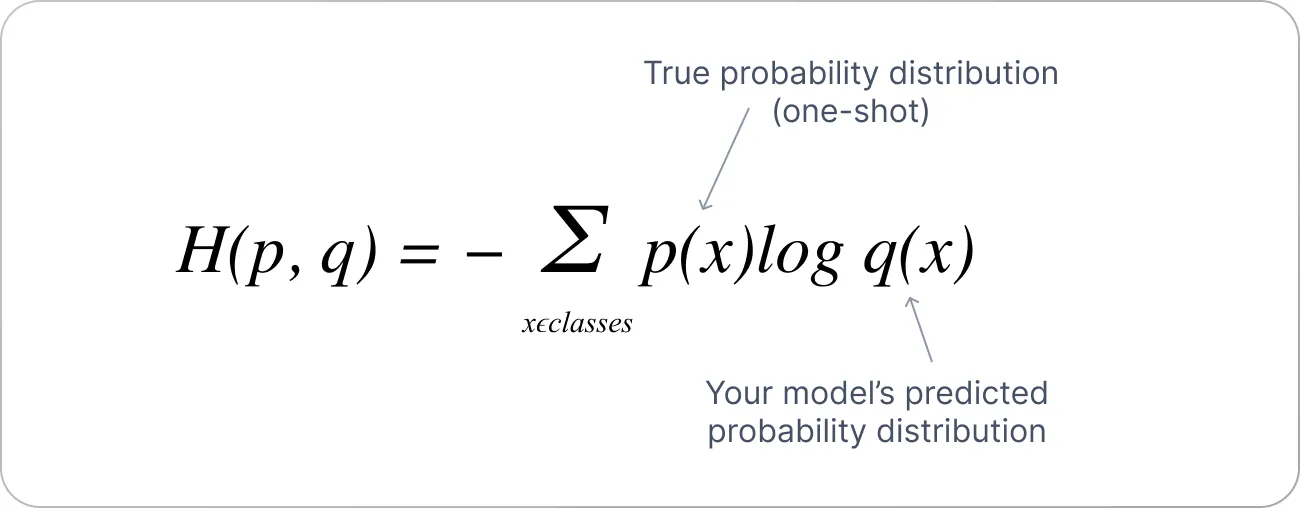 True probability distribution
(one-shot)
H(p, q) = − Σ p(x)log q(x)
xϵclasses
Your model’s predicted
probability distribution